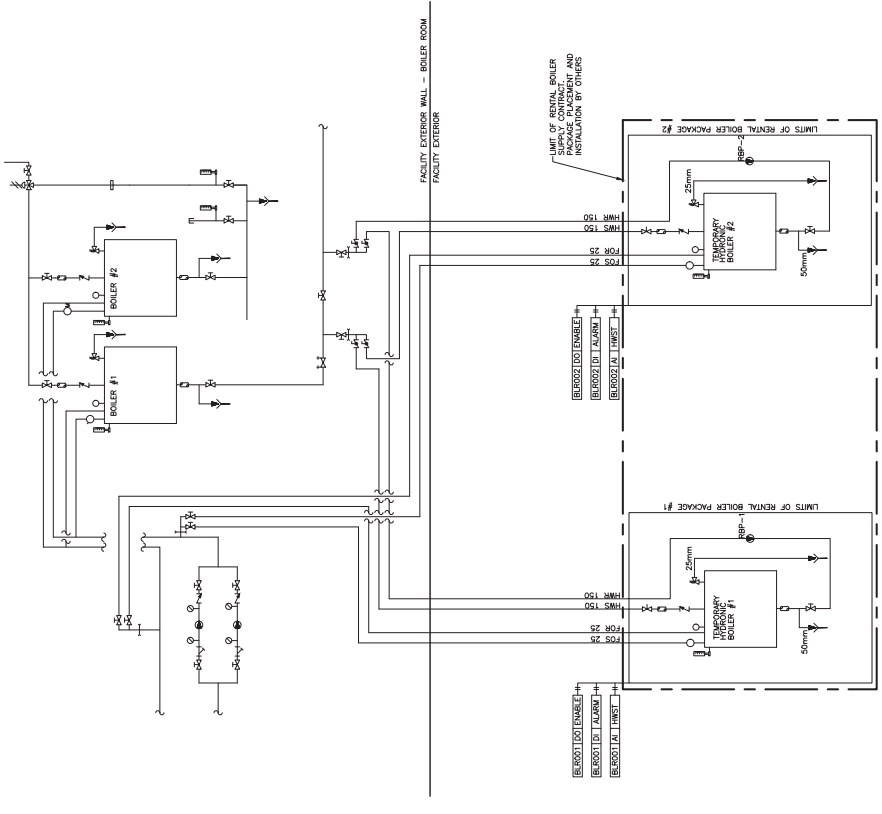 FACILITY EXTERIOR WALL - BOILER ROOM
FACILITY EXTERIOR
BOILER #2
BOILER #1
LIMIT OF RENTAL BOILER
SUPPLY CONTRACT.
PACKAGE PLACEMENT AND
INSTALLATION BY OTHERS
LIMITS OF RENTAL BOILER PACKAGE #2
RBP-2
25mm
HWR 150
HWS 150
FOR 25
FOS 25
TEMPORARY
HYDRONIC
BOILER #2
50mm
BLR002 DO ENABLE
BLR002 DI ALARM
BLR002 AI HWST
LIMITS OF RENTAL BOILER PACKAGE #1
RBP-1
25mm
HWR 150
HWS 150
FOR 25
FOS 25
TEMPORARY
HYDRONIC
BOILER #1
50mm
BLR001 DO ENABLE
BLR001 DI ALARM
BLR001 AI HWST